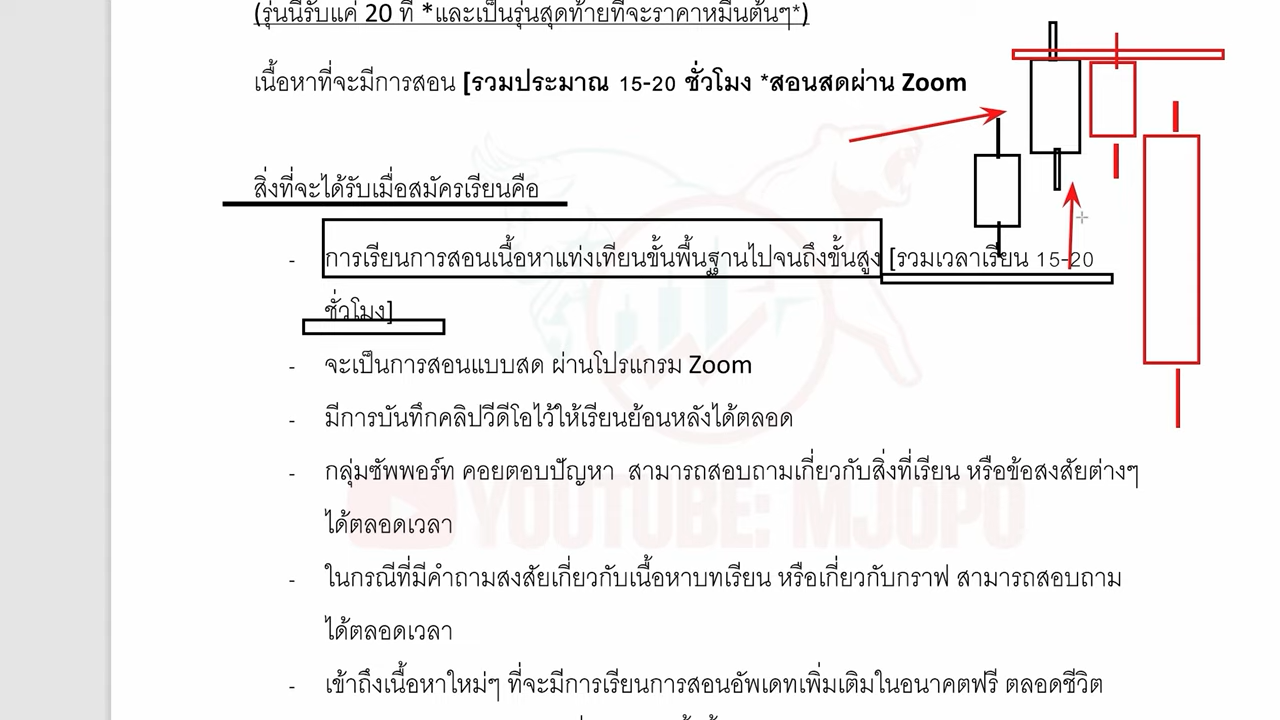 (รุ่นนี้รับแค่ 20 ที่ *และเป็นรุ่นสุดท้ายที่จะราคาหมื่นต้นๆ*)
เนื้อหาที่จะมีการสอน [รวมประมาณ 15-20 ชั่วโมง *สอนสดผ่าน Zoom
สิ่งที่จะได้รับเมื่อสมัครเรียนคือ
- การเรียนการสอนเนื้อหาแท่งเทียนขั้นพื้นฐานไปจนถึงขั้นสูง [รวมเวลาเรียน 15-20
ชั่วโมง]
- จะเป็นการสอนแบบสด ผ่านโปรแกรม Zoom
- มีการบันทึกคลิปวีดีโอไว้ให้เรียนย้อนหลังได้ตลอด
- กลุ่มซัพพอร์ท คอยตอบปัญหา สามารถสอบถามเกี่ยวกับสิ่งที่เรียน หรือข้อสงสัยต่างๆ
YOUTUBE: MJOPU
ได้ตลอดเวลา
- ในกรณีที่มีคำถามสงสัยเกี่ยวกับเนื้อหาบทเรียน หรือเกี่ยวกับกราฟ สามารถสอบถาม
ได้ตลอดเวลา
- เข้าถึงเนื้อหาใหม่ๆ ที่จะมีการเรียนการสอนอัพเดทเพิ่มเติมในอนาคตฟรี ตลอดชีวิต